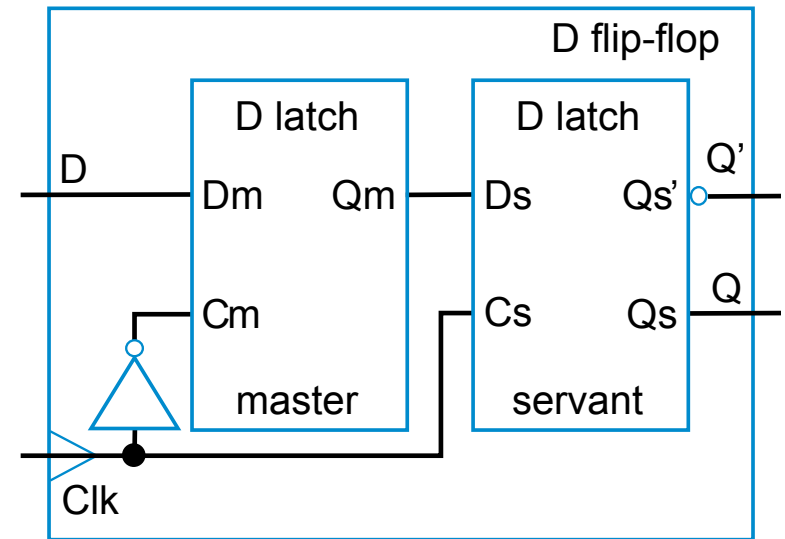 D flip-flop
D latch
D latch
D
Dm
Qm
Ds
Qs’
Q’
Cm
Cs
Qs
Q
master
servant
Clk